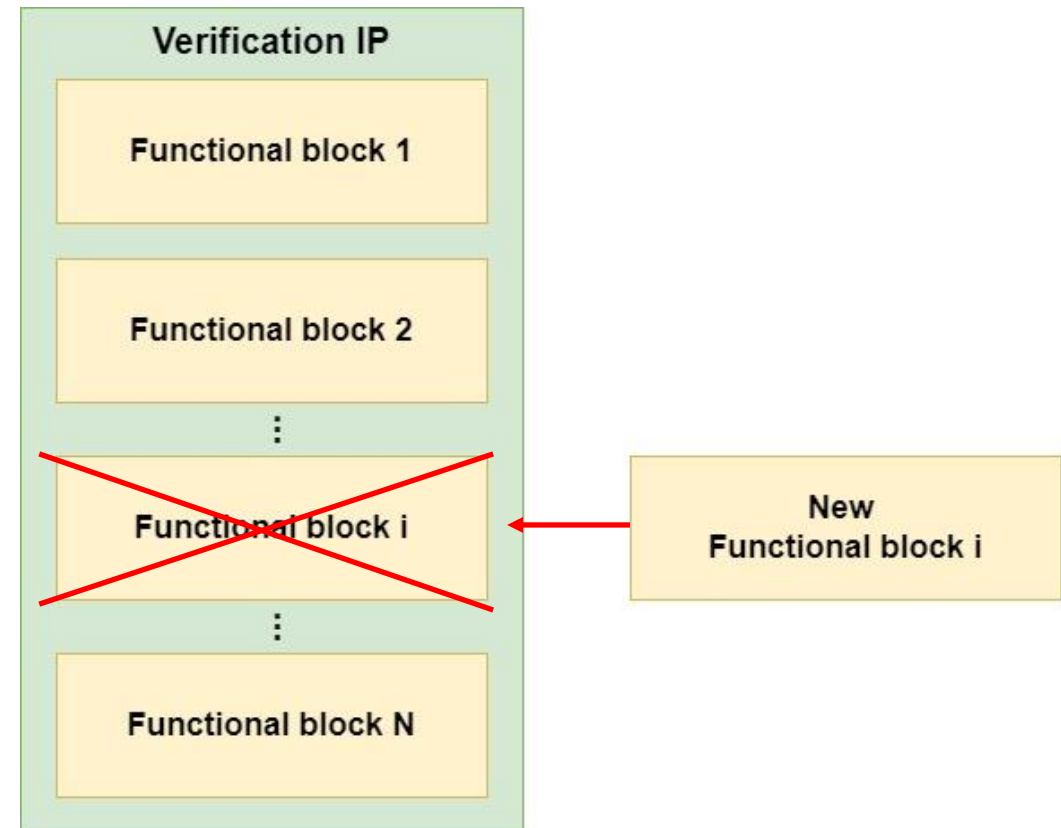 Verification IP
Functional block 1
Functional block 2
⋮
Functional block i
⋮
Functional block N
New
Functional block i